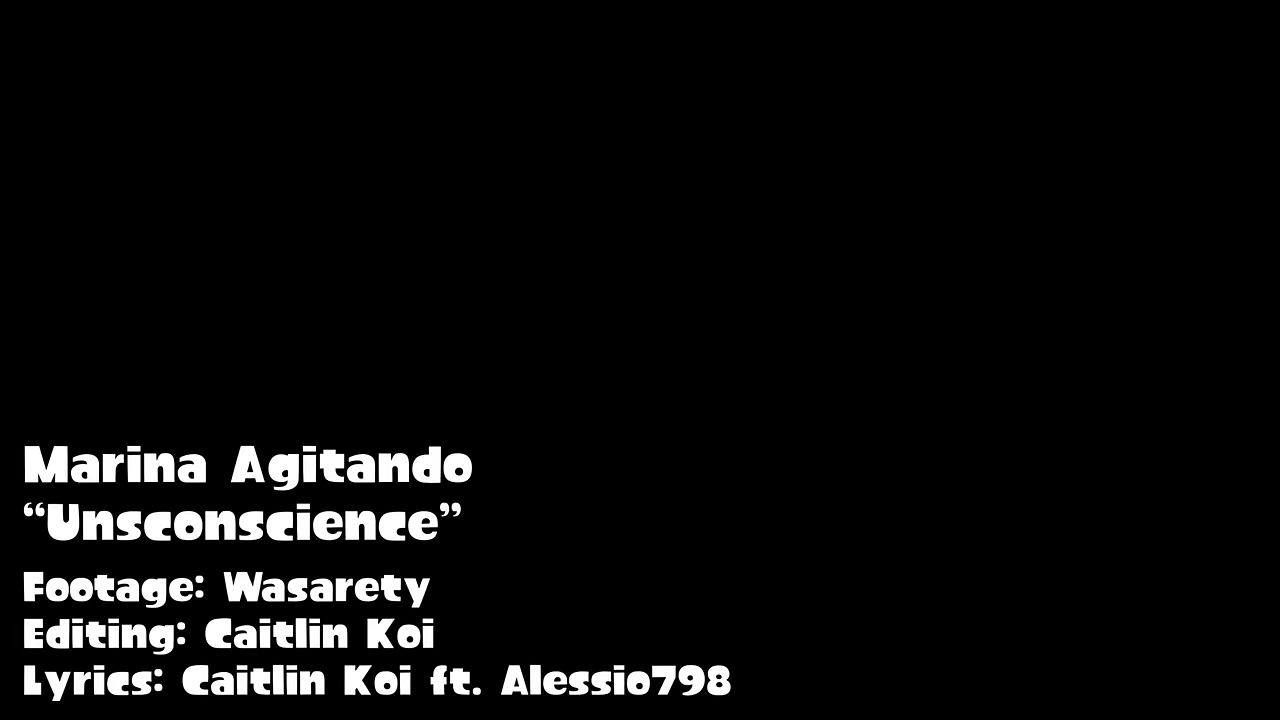 Marina Agitando
“Unsconscience”
Footage: Wasarety
Editing: Caitlin Koi
Lyrics: Caitlin Koi ft. Alessio798